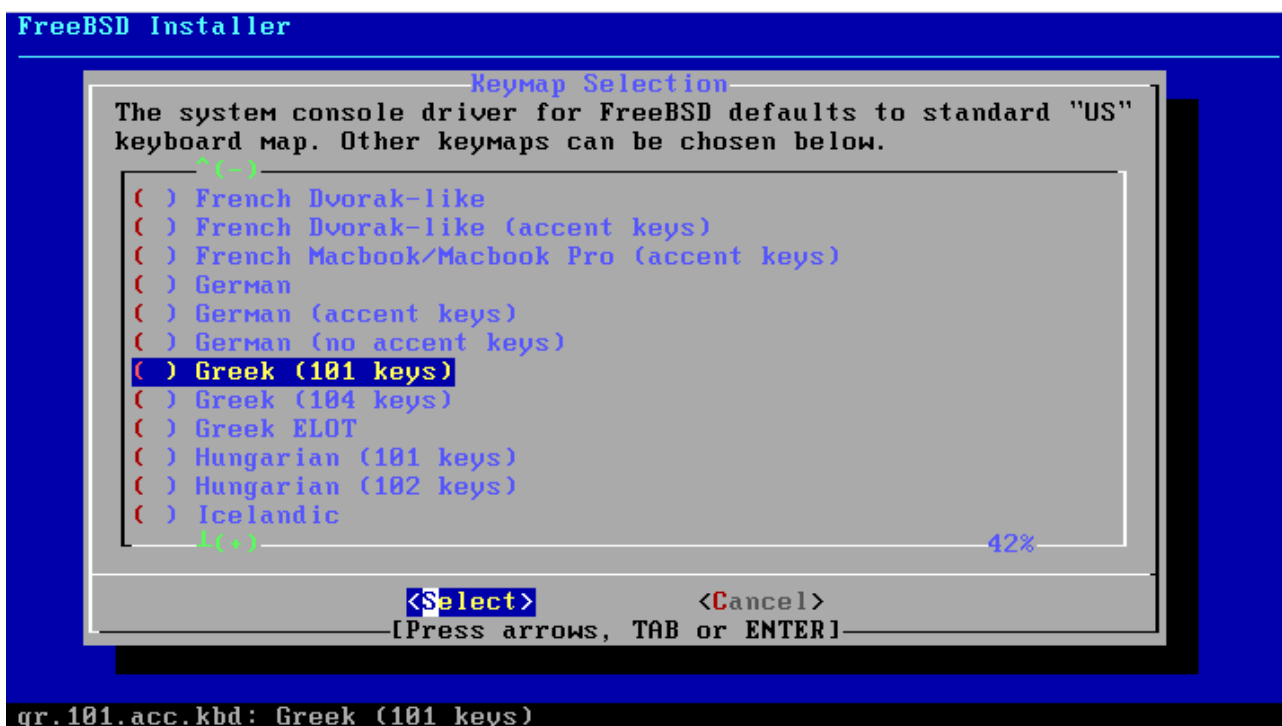 FreeBSD Installer
Keymap Selection
The system console driver for FreeBSD defaults to standard "US"
keyboard map. Other keymaps can be chosen below.
^(-)
( ) French Dvorak-like
( ) French Dvorak-like (accent keys)
( ) French Macbook/Macbook Pro (accent keys)
( ) German
( ) German (accent keys)
( ) German (no accent keys)
( ) Greek (101 keys)
( ) Greek (104 keys)
( ) Greek ELOT
( ) Hungarian (101 keys)
( ) Hungarian (102 keys)
( ) Icelandic
┴(+) 42%
<Select> <Cancel>
[Press arrows, TAB or ENTER]
gr.101.acc.kbd: Greek (101 keys)